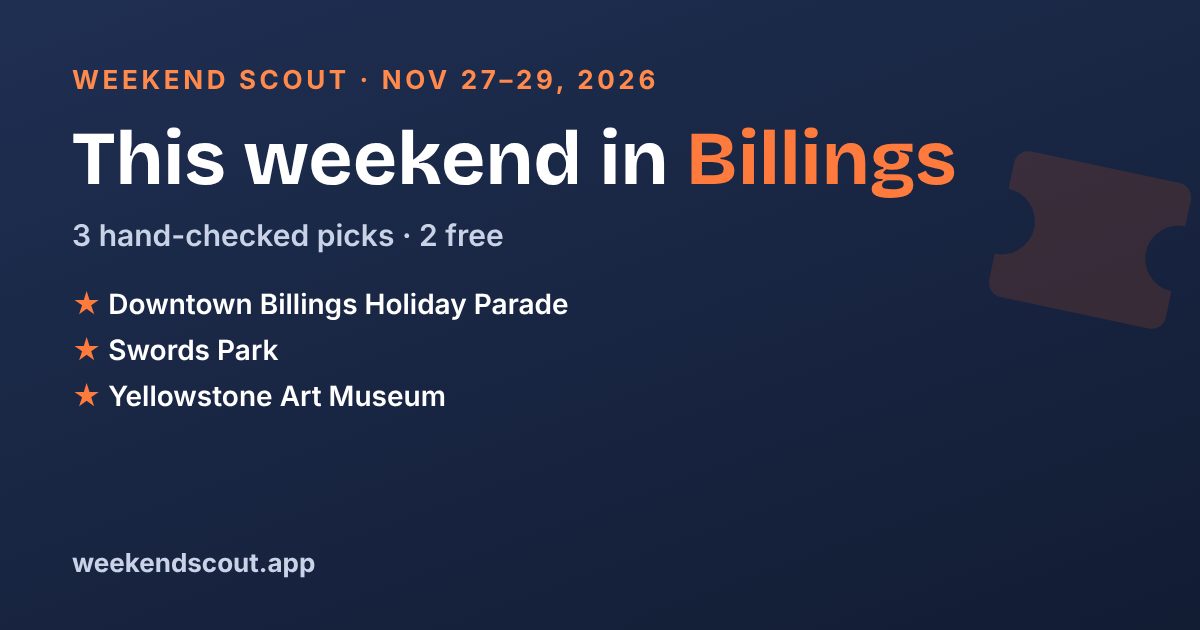 WEEKEND SCOUT · NOV 27–29, 2026
This weekend in Billings
3 hand-checked picks · 2 free
★ Downtown Billings Holiday Parade
★ Swords Park
★ Yellowstone Art Museum
weekendscout.app